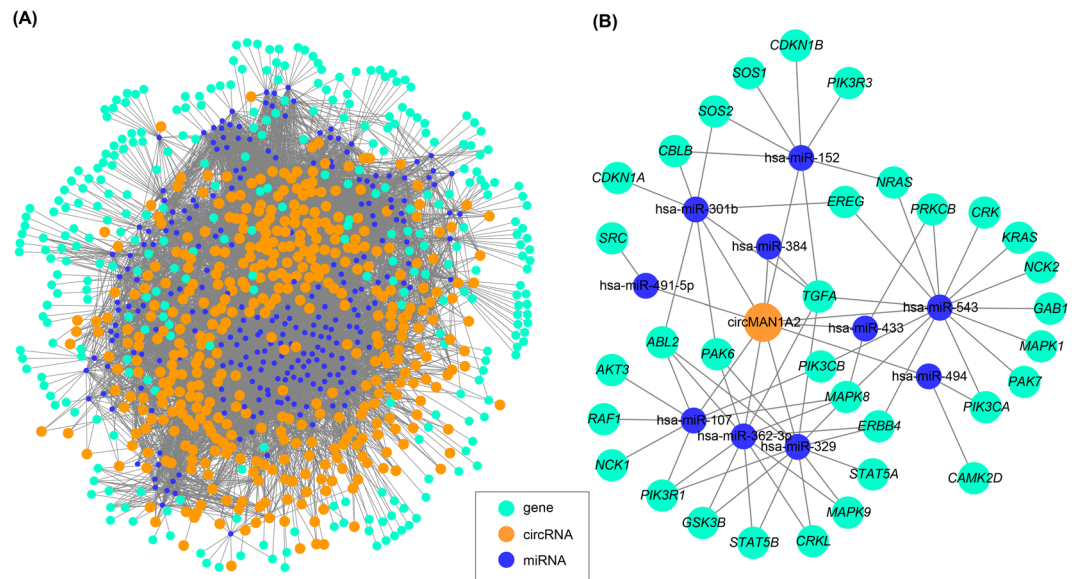 (A)
(B)
CDKN1B
SOS1
PIK3R3
SOS2
CBLB
hsa-miR-152
CDKN1A
NRAS
EREG
PRKCB
hsa-miR-301b
CRK
SRC
hsa-miR-384
KRAS
NCK2
hsa-miR-491-5p
TGFA
hsa-miR-543
GAB1
circMAN1A2
hsa-miR-433
ABL2
PAK6
MAPK1
AKT3
PIK3CB
hsa-miR-494
PAK7
MAPK8
PIK3CA
RAF1
hsa-miR-107
ERBB4
hsa-miR-362-3p
hsa-miR-329
NCK1
STAT5A
CAMK2D
PIK3R1
MAPK9
GSK3B
STAT5B
CRKL
gene
circRNA
miRNA